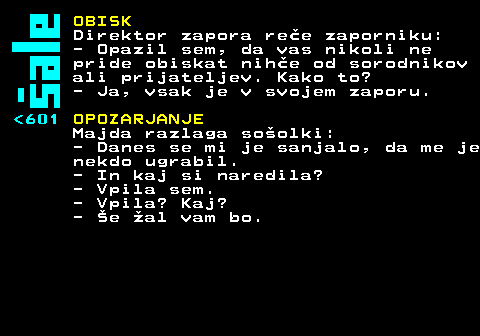 Šale
OBISK
Direktor zapora reče zaporniku:
- Opazil sem, da vas nikoli ne
pride obiskat nihče od sorodnikov
ali prijateljev. Kako to?
- Ja, vsak je v svojem zaporu.
<601 OPOZARJANJE
Majda razlaga sošolki:
- Danes se mi je sanjalo, da me je
nekdo ugrabil.
- In kaj si naredila?
- Vpila sem.
- Vpila? Kaj?
- Še žal vam bo.